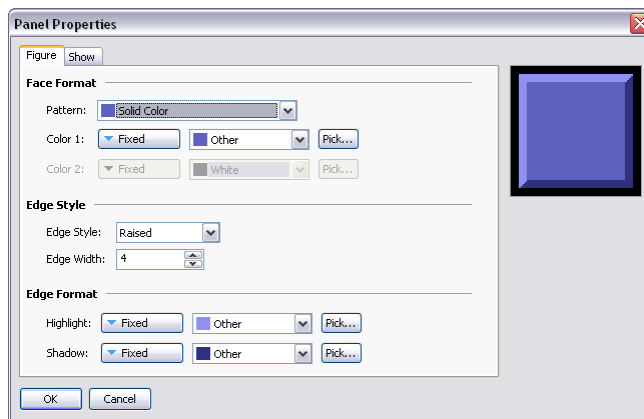 Panel Properties
Figure Show
Face Format
Pattern: Solid Color
Color 1: Fixed Other Pick...
Color 2: Fixed White Pick...
Edge Style
Edge Style: Raised
Edge Width: 4
Edge Format
Highlight: Fixed Other Pick...
Shadow: Fixed Other Pick...
OK Cancel